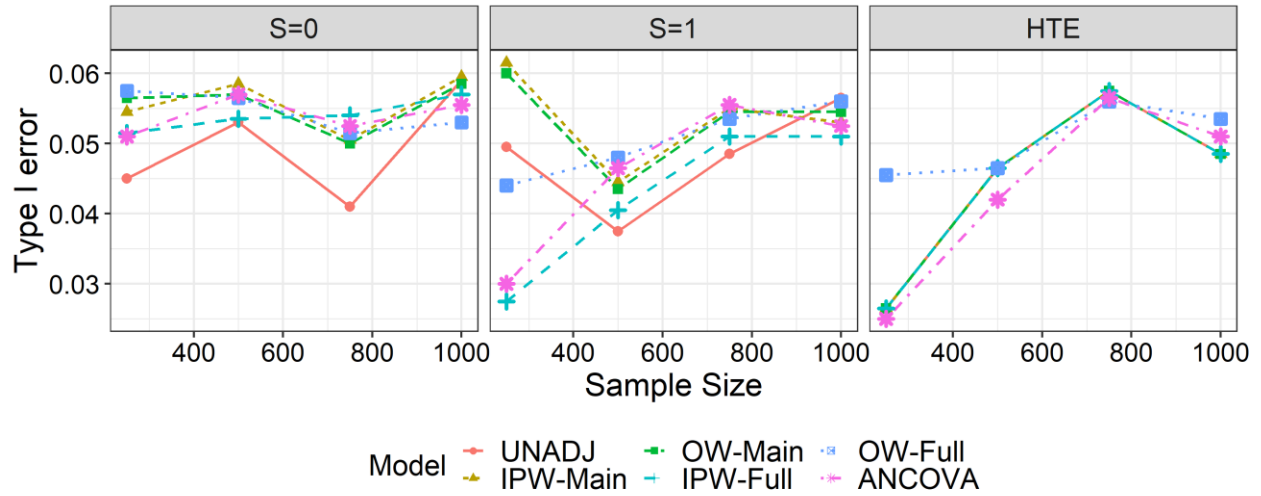 S=0 S=1 HTE
0.06
0.05
0.04
0.03
Type I error
400 600 800 1000 400 600 800 1000 400 600 800 1000
Sample Size
Model UNADJ OW-Main OW-Full
IPW-Main IPW-Full ANCOVA